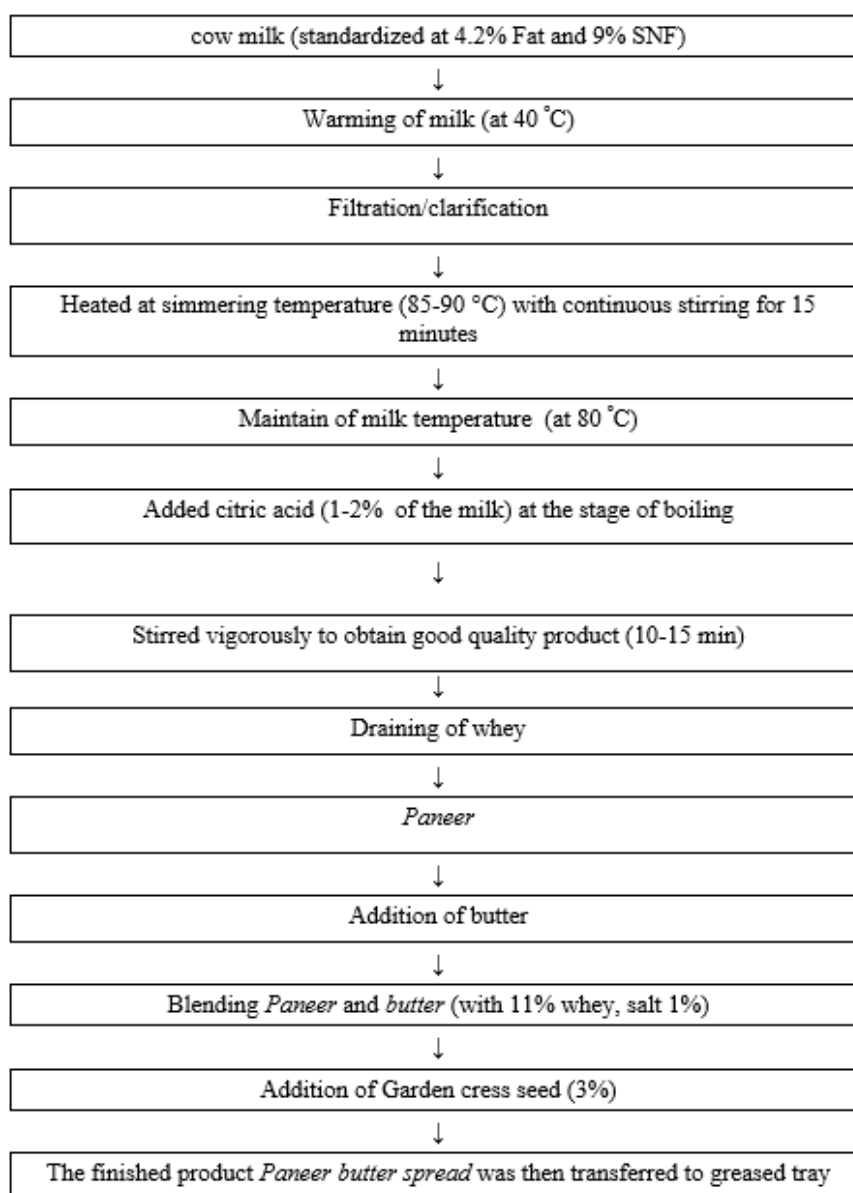 cow milk (standardized at 4.2% Fat and 9% SNF)
↓
Warming of milk (at 40 °C)
↓
Filtration/clarification
↓
Heated at simmering temperature (85-90 °C) with continuous stirring for 15
minutes
↓
Maintain of milk temperature (at 80 °C)
↓
Added citric acid (1-2% of the milk) at the stage of boiling
↓
Stirred vigorously to obtain good quality product (10-15 min)
↓
Draining of whey
↓
Paneer
↓
Addition of butter
↓
Blending Paneer and butter (with 11% whey, salt 1%)
↓
Addition of Garden cress seed (3%)
↓
The finished product Paneer butter spread was then transferred to greased tray